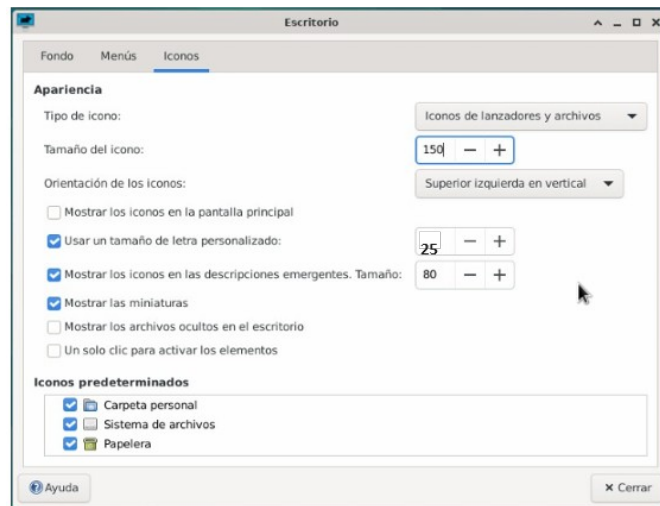 Escritorio
Fondo Menús Iconos
Apariencia
Tipo de icono: Iconos de lanzadores y archivos
Tamaño del icono: 150 − +
Orientación de los iconos: Superior izquierda en vertical
Mostrar los iconos en la pantalla principal
Usar un tamaño de letra personalizado: 25 − +
Mostrar los iconos en las descripciones emergentes. Tamaño: 80 − +
Mostrar las miniaturas
Mostrar los archivos ocultos en el escritorio
Un solo clic para activar los elementos
Iconos predeterminados
Carpeta personal
Sistema de archivos
Papelera
Ayuda × Cerrar